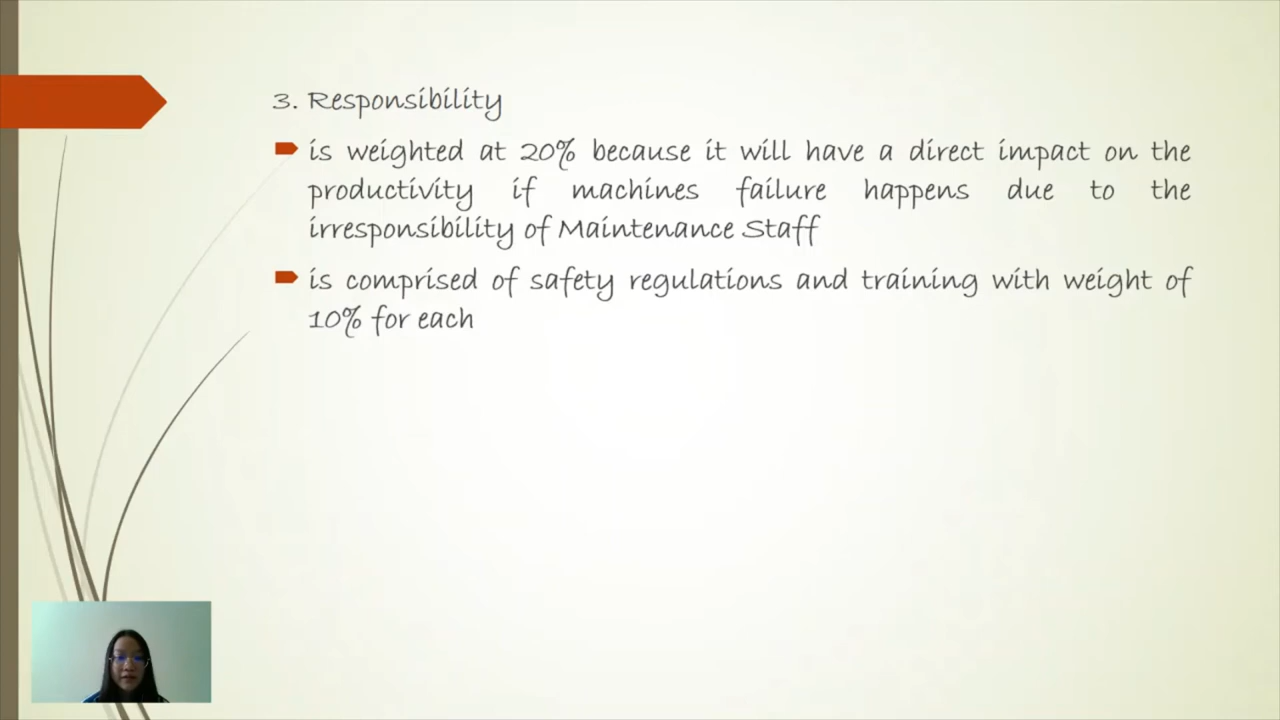 3. Responsibility
is weighted at 20% because it will have a direct impact on the
productivity if machines failure happens due to the
irresponsibility of Maintenance Staff
is comprised of safety regulations and training with weight of
10% for each